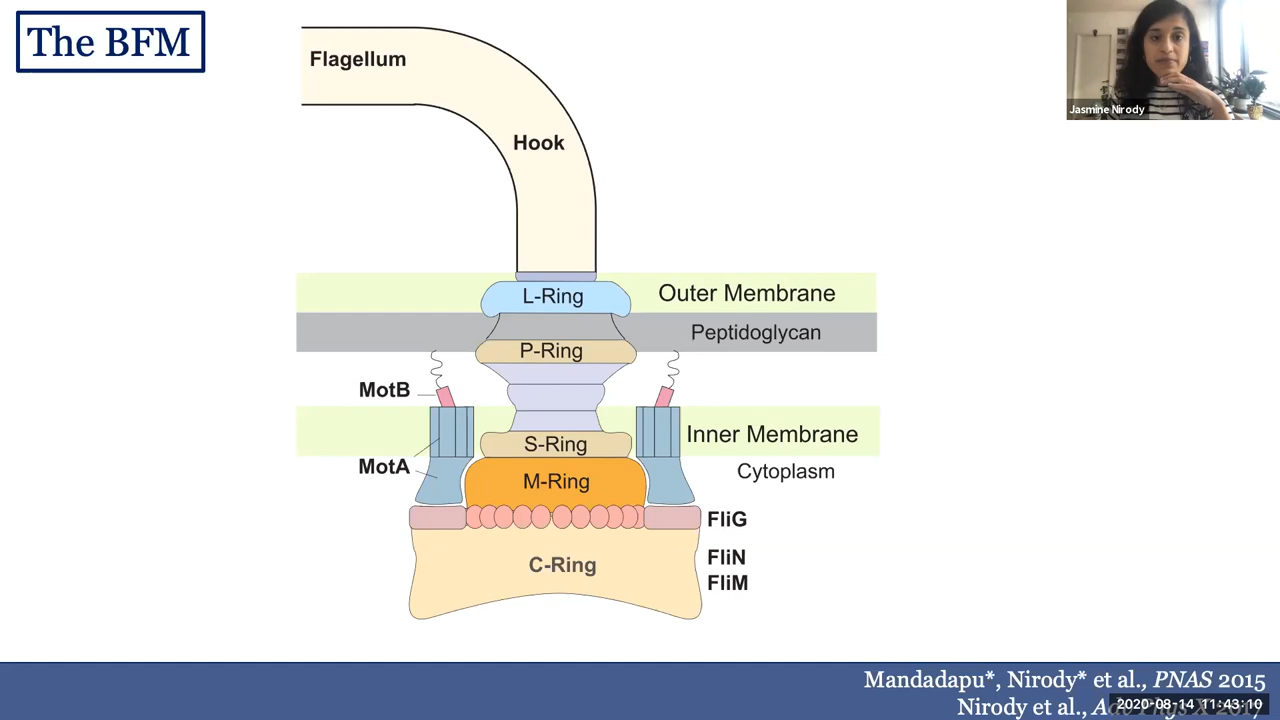 The BFM
Flagellum
Jasmine Nirody
Hook
L-Ring
Outer Membrane
Peptidoglycan
P-Ring
MotB
Inner Membrane
S-Ring
MotA
Cytoplasm
M-Ring
FliG
FliN
C-Ring
FliM
Mandadapu*, Nirody* et al., PNAS 2015
Nirody et al.,
2020-08-14 11:43:10